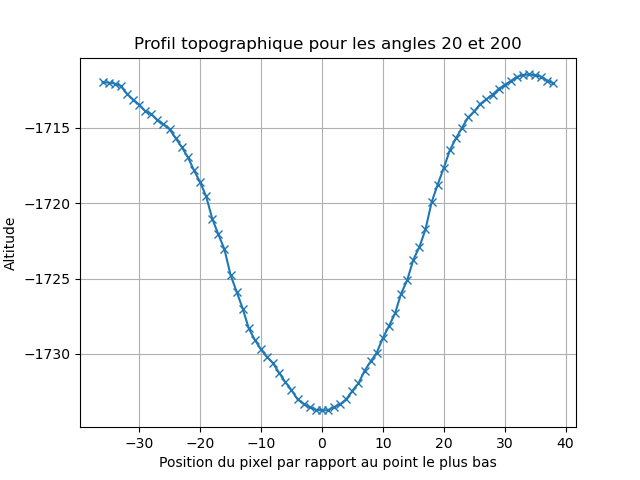 Profil topographique pour les angles 20 et 200
Altitude
−1715
−1720
−1725
−1730
−30 −20 −10 0 10 20 30 40
Position du pixel par rapport au point le plus bas